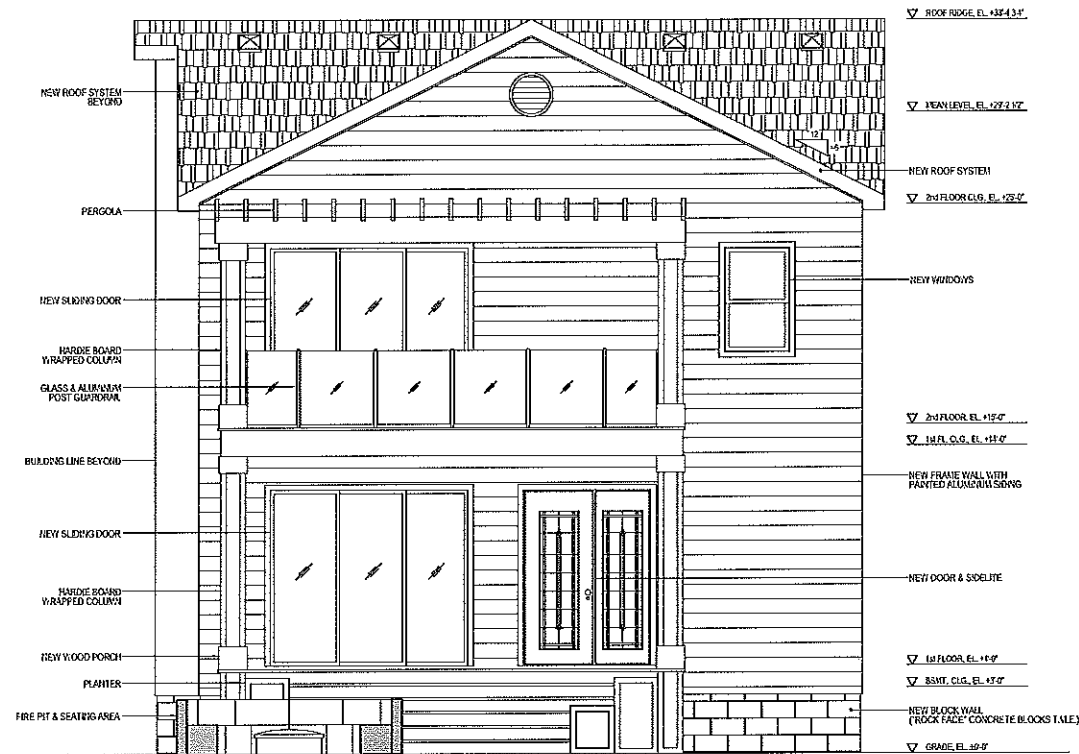 ROOF RIDGE, EL. +33'-4 3/4"
NEW ROOF SYSTEM
BEYOND
MEAN LEVEL, EL. +29'-2 1/2"
12
NEW ROOF SYSTEM
PERGOLA
2nd FLOOR CLG., EL. +25'-0"
NEW WINDOWS
NEW SLIDING DOOR
HARDIE BOARD
WRAPPED COLUMN
GLASS & ALUMINUM
POST GUARDRAIL
2nd FLOOR, EL. +15'-0"
1st FL. CLG., EL. +14'-0"
BUILDING LINE BEYOND
NEW FRAME WALL WITH
PAINTED ALUMINUM SIDING
NEW SLIDING DOOR
NEW DOOR & SIDELITE
HARDIE BOARD
WRAPPED COLUMN
NEW WOOD PORCH
1st FLOOR, EL.
PLANTER
BSMT. CLG., EL. +3'-0"
FIRE PIT & SEATING AREA
NEW BLOCK WALL
("ROCK FACE" CONCRETE BLOCKS T.M.E.)
GRADE, EL. ±0'-0"